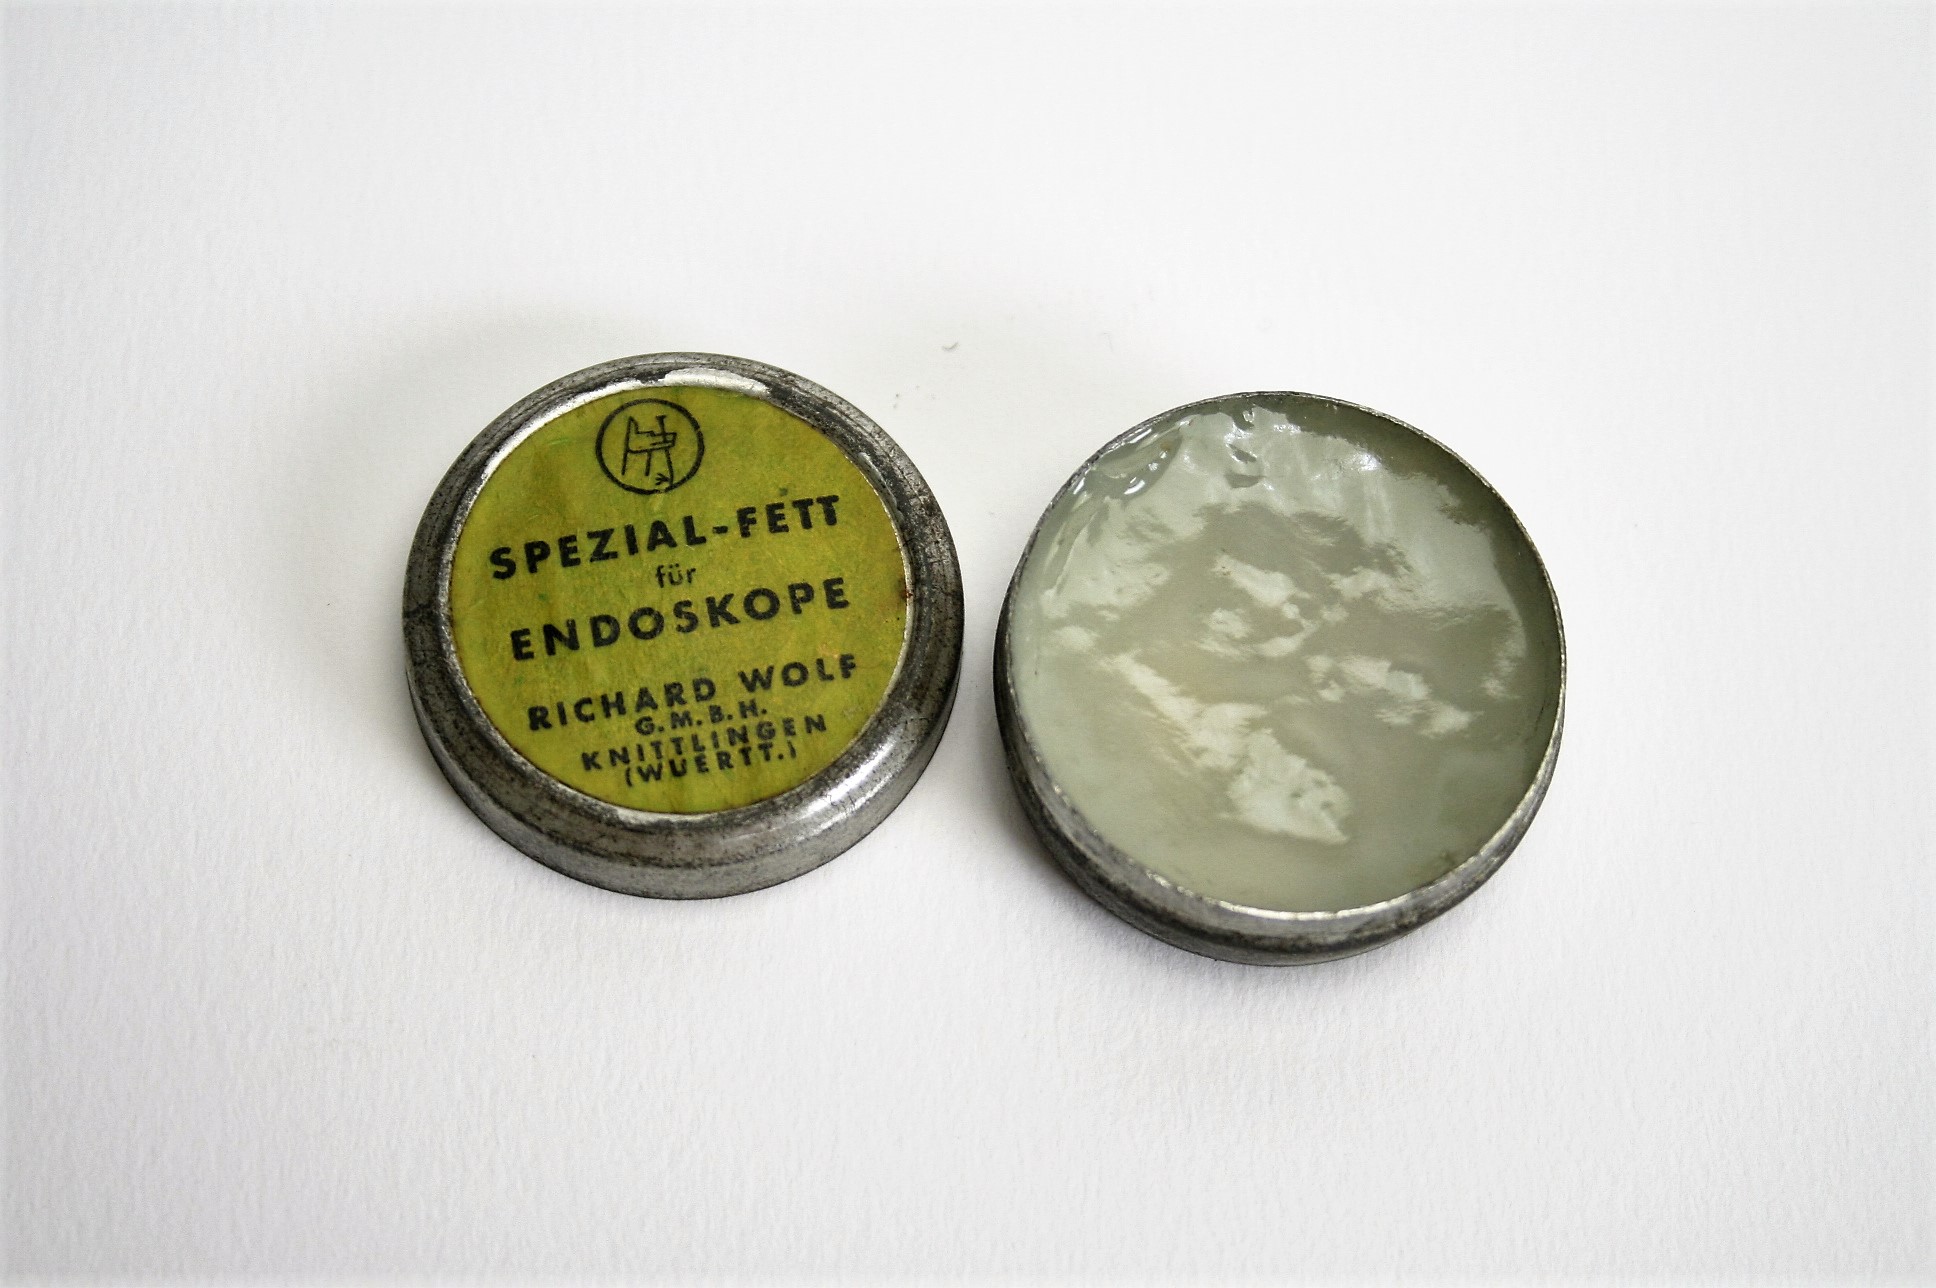 SPEZIAL-FETT
für
ENDOSKOPE
RICHARD WOLF
G.M.B.H.
KNITTLINGEN
(WUERTT.)